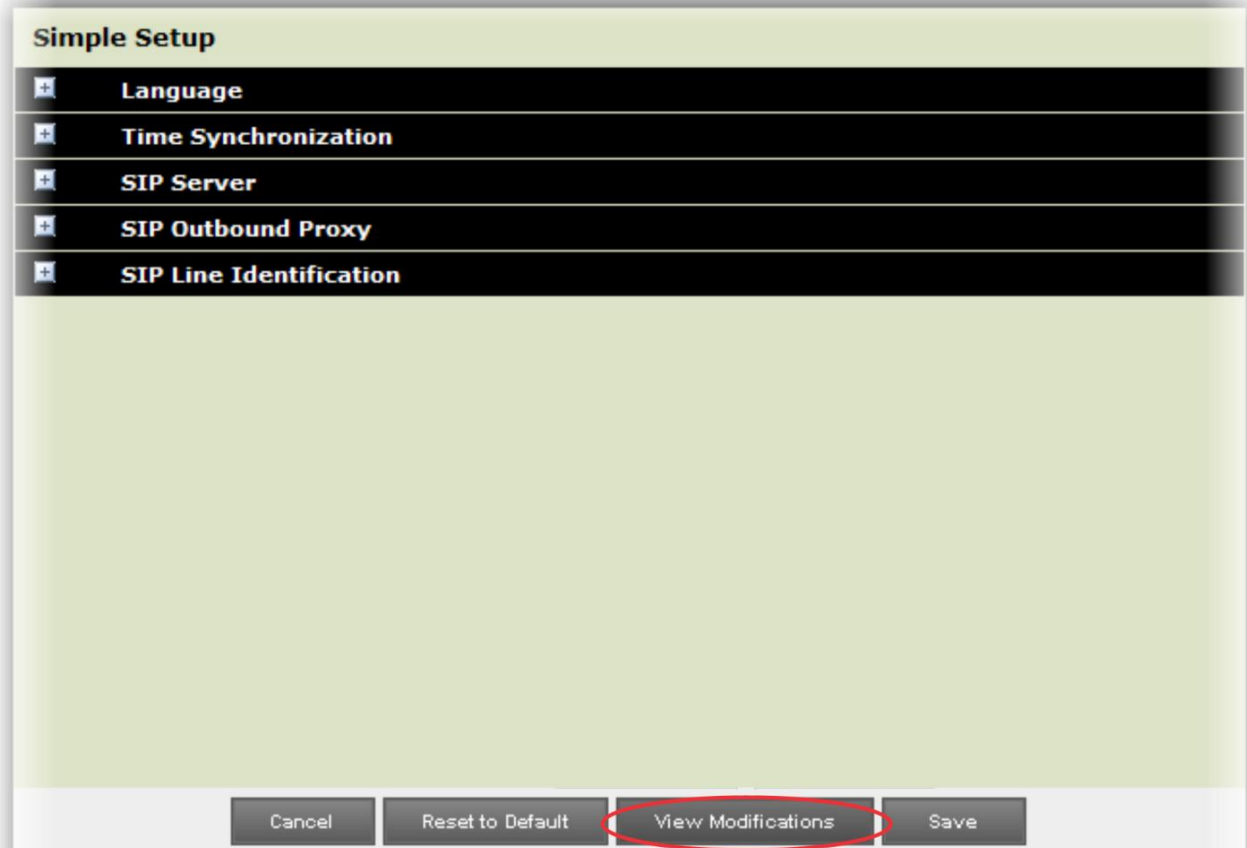 Simple Setup
Language
Time Synchronization
SIP Server
SIP Outbound Proxy
SIP Line Identification
Cancel Reset to Default View Modifications Save